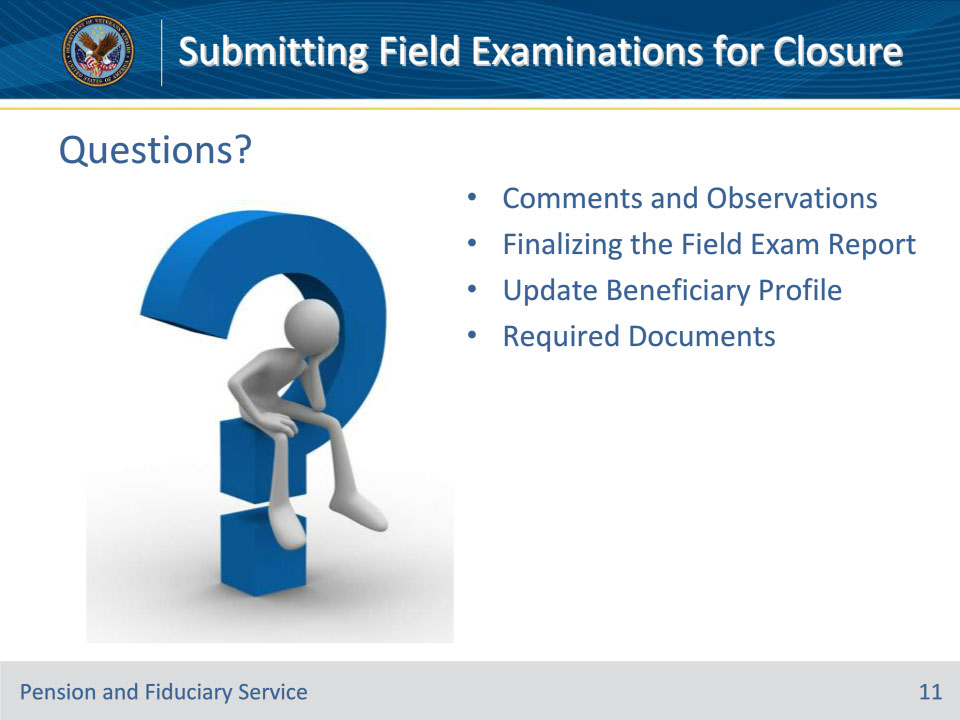 Submitting Field Examinations for Closure
Questions?
• Comments and Observations
• Finalizing the Field Exam Report
• Update Beneficiary Profile
• Required Documents
Pension and Fiduciary Service
11